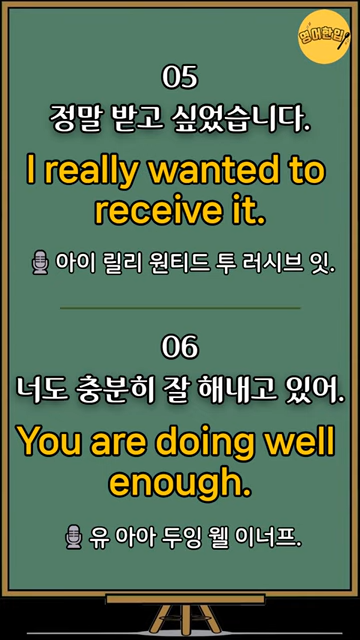 영어한입
05
정말 받고 싶었습니다.
I really wanted to
receive it.
아이 릴리 원티드 투 러시브 잇.
06
너도 충분히 잘 해내고 있어.
You are doing well
enough.
유 아아 두잉 웰 이너프.